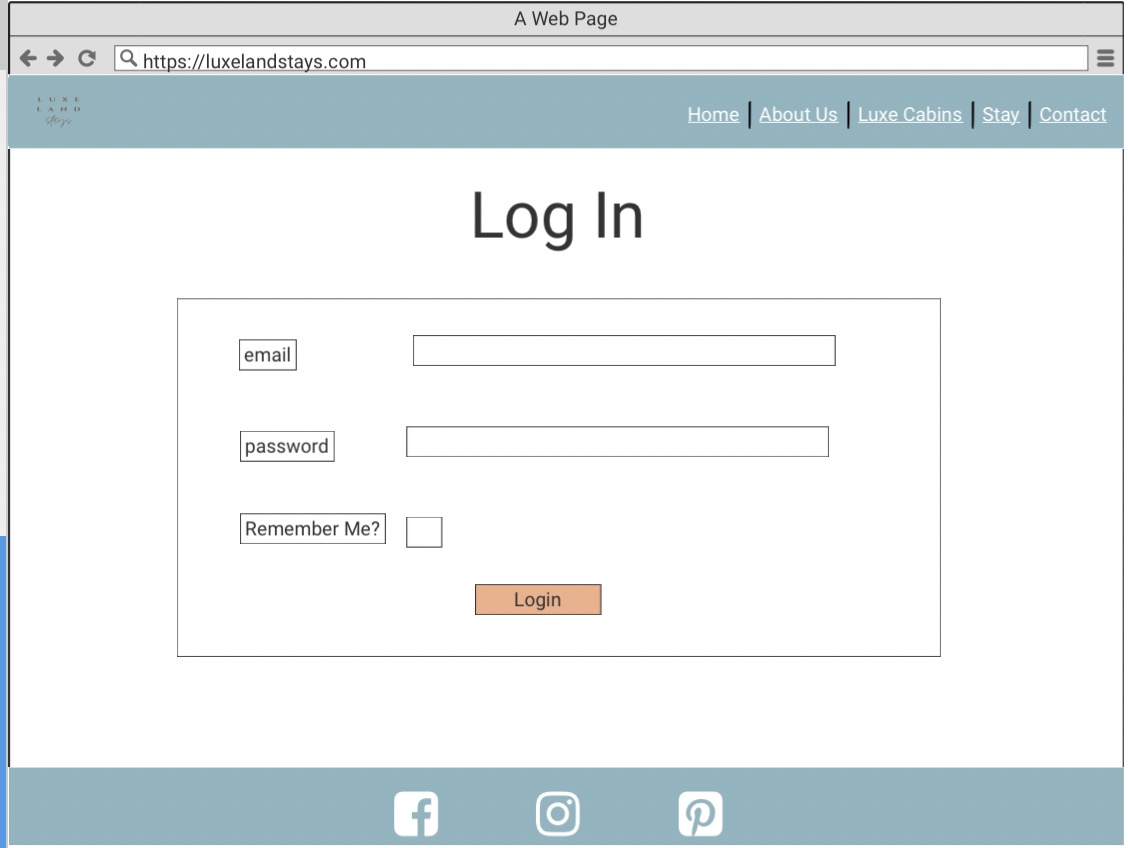 A Web Page
https://luxelandstays.com
LUXE
LAND
stays
Home About Us Luxe Cabins Stay Contact
Log In
email
password
Remember Me?
Login